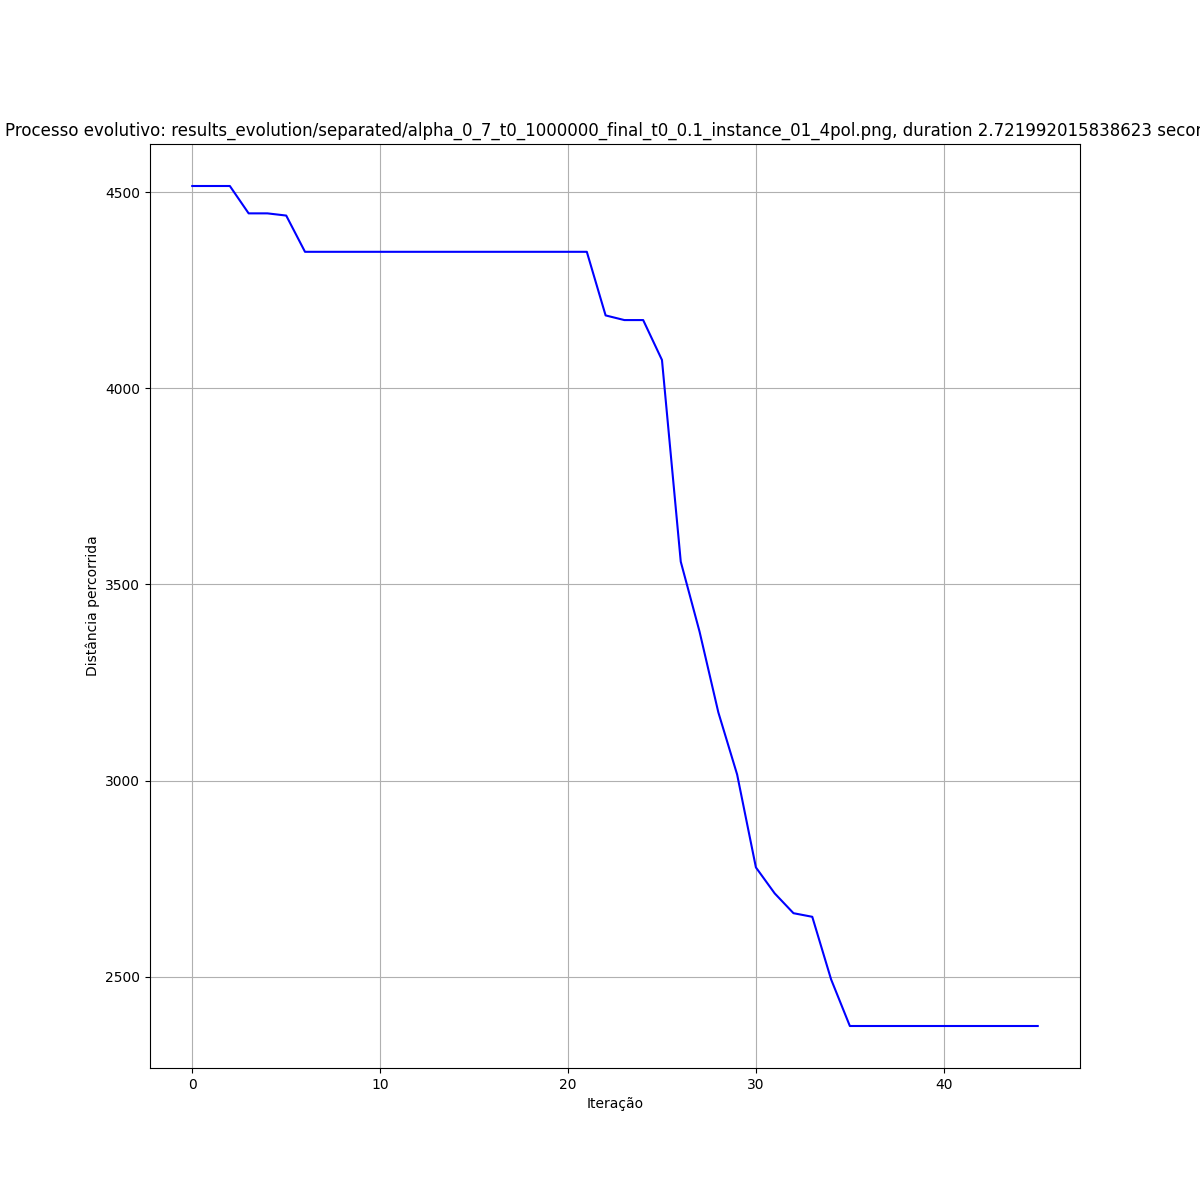 Processo evolutivo: results_evolution/separated/alpha_0_7_t0_1000000_final_t0_0.1_instance_01_4pol.png, duration 2.721992015838623 secon
4500
4000
3500
3000
2500
Distância percorrida
0 10 20 30 40
Iteração